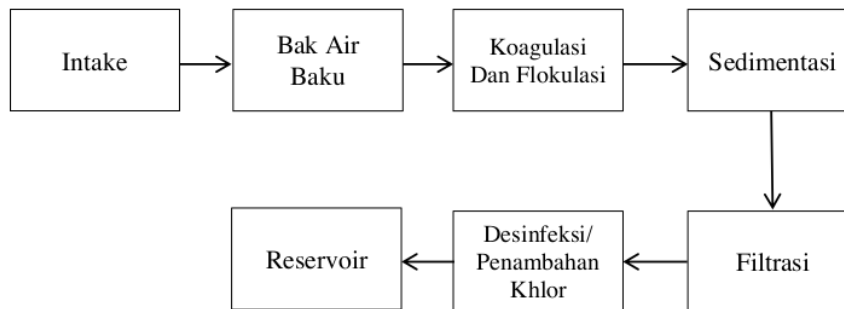 Intake
Bak Air
Baku
Koagulasi
Dan Flokulasi
Sedimentasi
Filtrasi
Desinfeksi/
Penambahan
Khlor
Reservoir